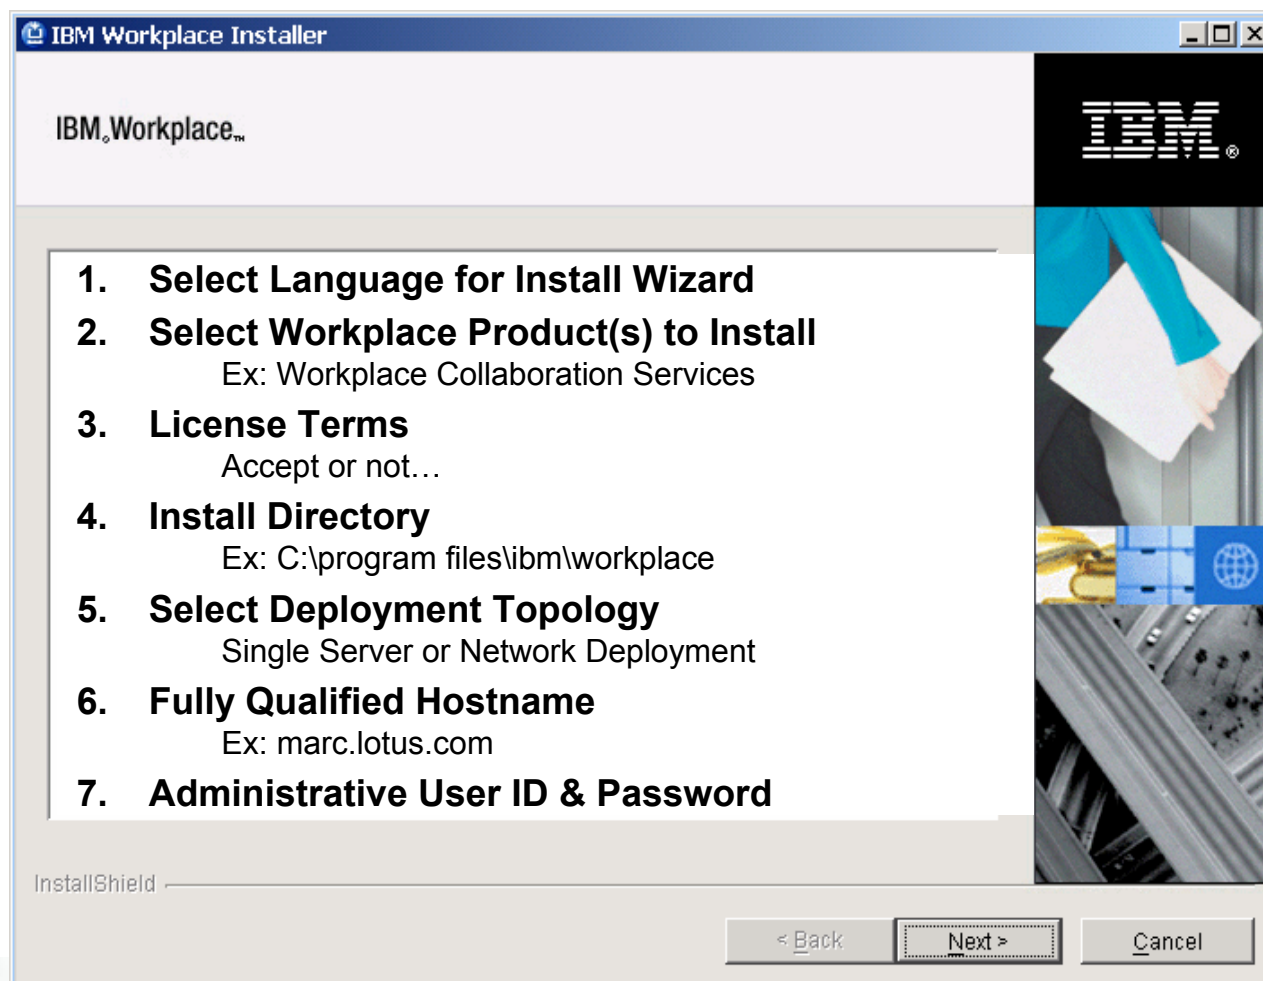 IBM Workplace Installer
IBM® Workplace™
IBM®
1. Select Language for Install Wizard
2. Select Workplace Product(s) to Install
Ex: Workplace Collaboration Services
3. License Terms
Accept or not…
4. Install Directory
Ex: C:\program files\ibm\workplace
5. Select Deployment Topology
Single Server or Network Deployment
6. Fully Qualified Hostname
Ex: marc.lotus.com
7. Administrative User ID & Password
InstallShield
< Back Next > Cancel